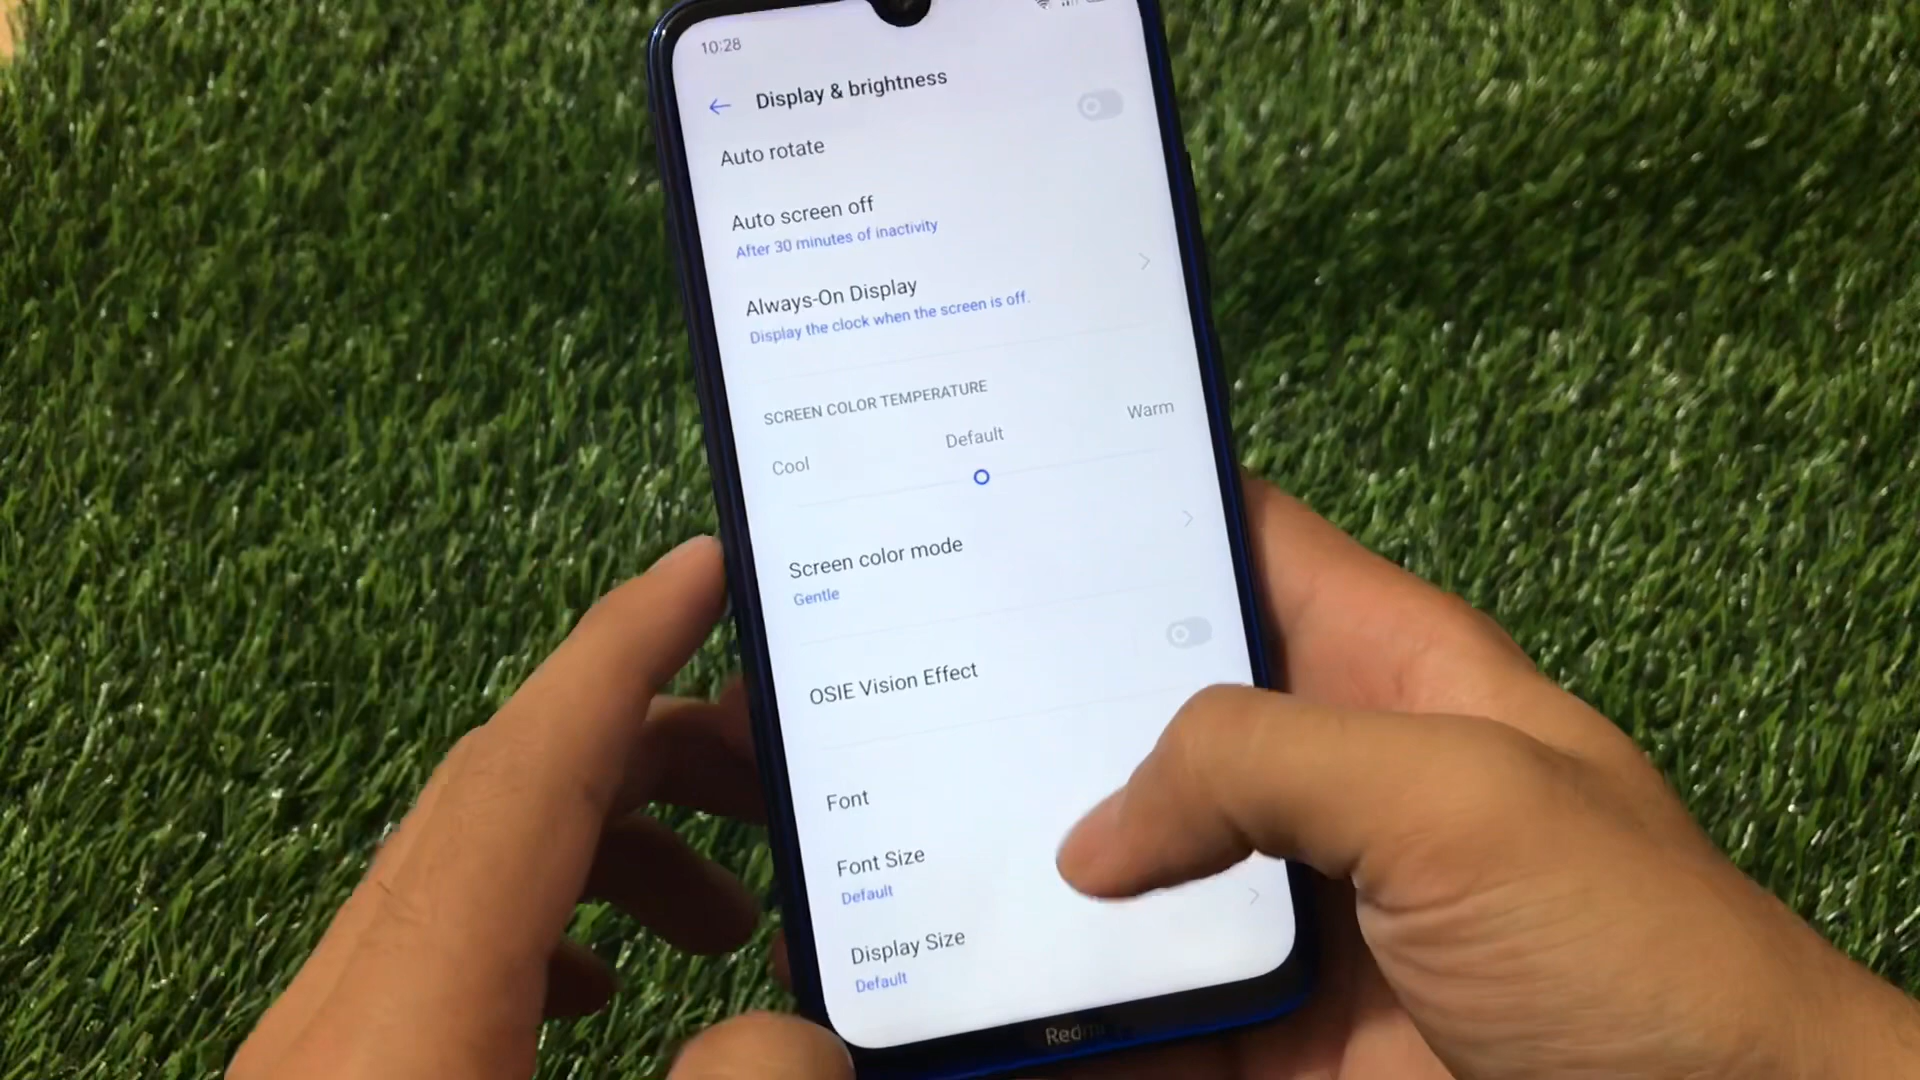 10:28
Display & brightness
Auto rotate
Auto screen off
After 30 minutes of inactivity
Always-On Display
Display the clock when the screen is off.
SCREEN COLOR TEMPERATURE
Cool
Default
Warm
Screen color mode
Gentle
OSIE Vision Effect
Font
Font Size
Default
Display Size
Default
Redmi